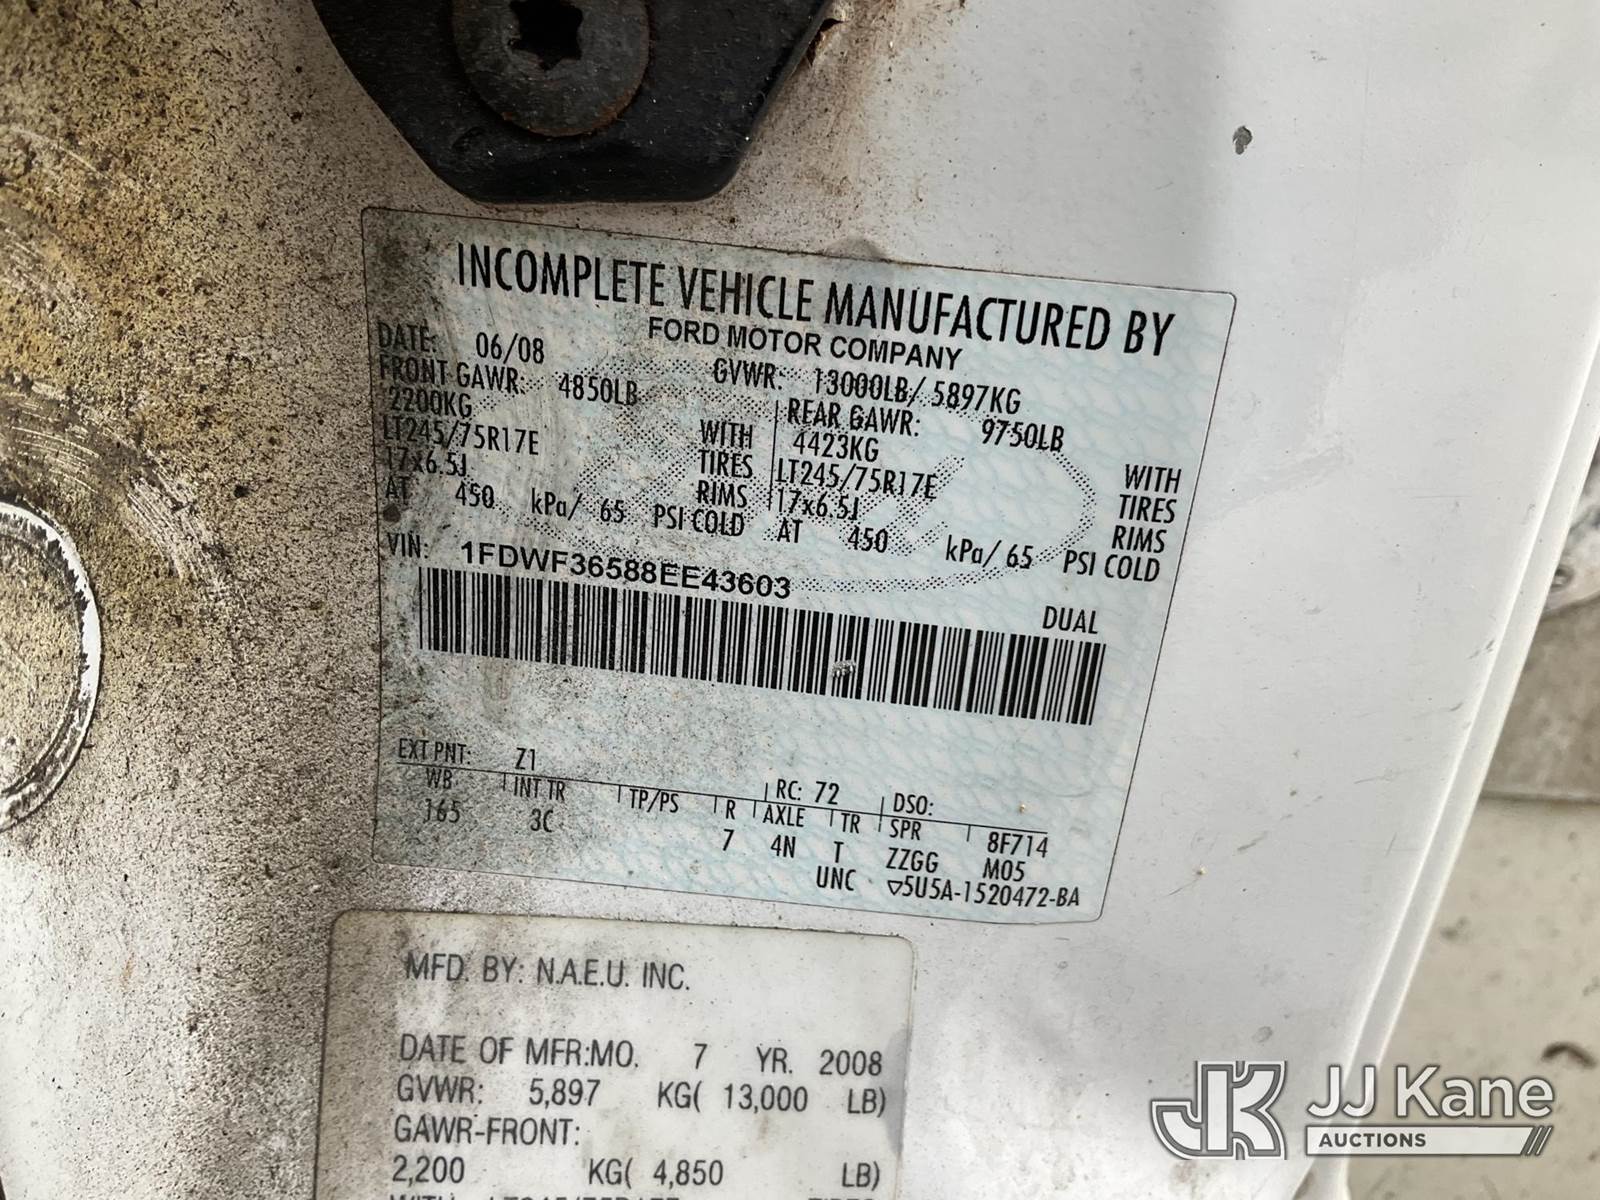 INCOMPLETE VEHICLE MANUFACTURED BY
FORD MOTOR COMPANY
DATE: 06/08 GVWR: 13000LB/ 5897KG
FRONT GAWR: 4850LB REAR GAWR: 9750LB
2200KG 4423KG
LT245/75R17E WITH TIRES LT245/75R17E WITH TIRES
17x6.5J RIMS 17x6.5J RIMS
AT 450 kPa/ 65 PSI COLD AT 450 kPa/ 65 PSI COLD
VIN: 1FDWF36588EE43603
DUAL
EXT PNT: Z1 RC: 72 DSO:
WB INT TR TP/PS R AXLE TR SPR 8F714
165 3C 7 4N T ZZGG M05
UNC ▽5U5A-1520472-BA
MFD. BY: N.A.E.U. INC.
DATE OF MFR:MO. 7 YR. 2008
GVWR: 5,897 KG( 13,000 LB)
GAWR-FRONT:
2,200 KG( 4,850 LB)
JJ Kane
AUCTIONS